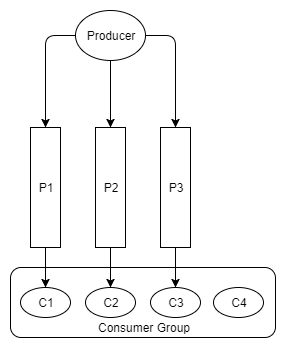 Producer
P1 P2 P3
C1 C2 C3 C4
Consumer Group